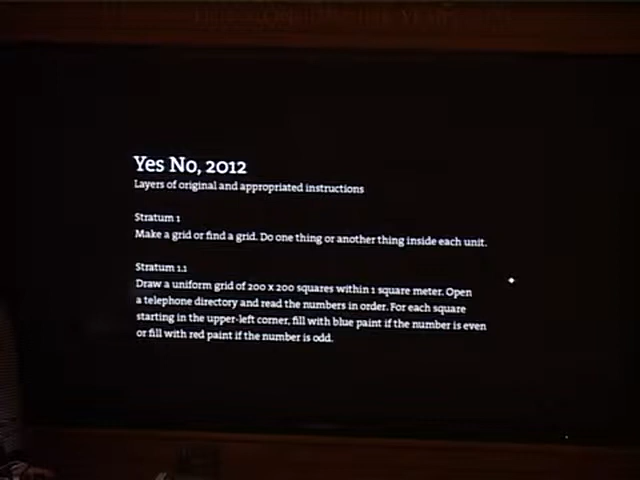 Yes No, 2012
Layers of original and appropriated instructions
Stratum 1
Make a grid or find a grid. Do one thing or another thing inside each unit.
Stratum 1.1
Draw a uniform grid of 200 x 200 squares within 1 square meter. Open
a telephone directory and read the numbers in order. For each square
starting in the upper-left corner, fill with blue paint if the number is even
or fill with red paint if the number is odd.